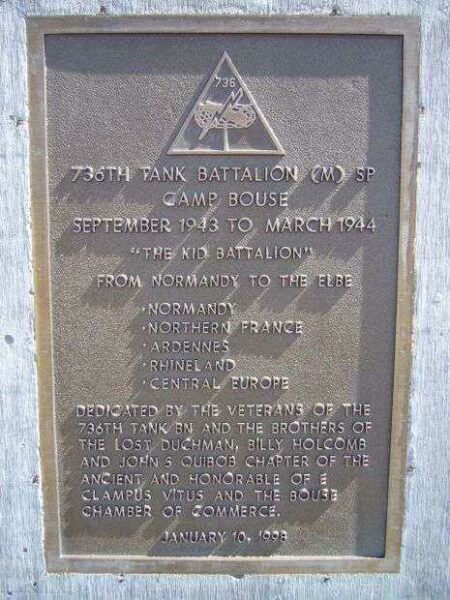 736
736TH TANK BATTALION (M) SP
CAMP BOUSE
SEPTEMBER 1943 TO MARCH 1944
"THE KID BATTALION"
FROM NORMANDY TO THE ELBE
•NORMANDY
•NORTHERN FRANCE
•ARDENNES
•RHINELAND
•CENTRAL EUROPE
DEDICATED BY THE VETERANS OF THE
736TH TANK BN AND THE BROTHERS OF
THE LOST DUCHMAN, BILLY HOLCOMB
AND JOHN S QUIBOB CHAPTER OF THE
ANCIENT AND HONORABLE OF E
CLAMPUS VITUS AND THE BOUSE
CHAMBER OF COMMERCE.
JANUARY 10, 1998